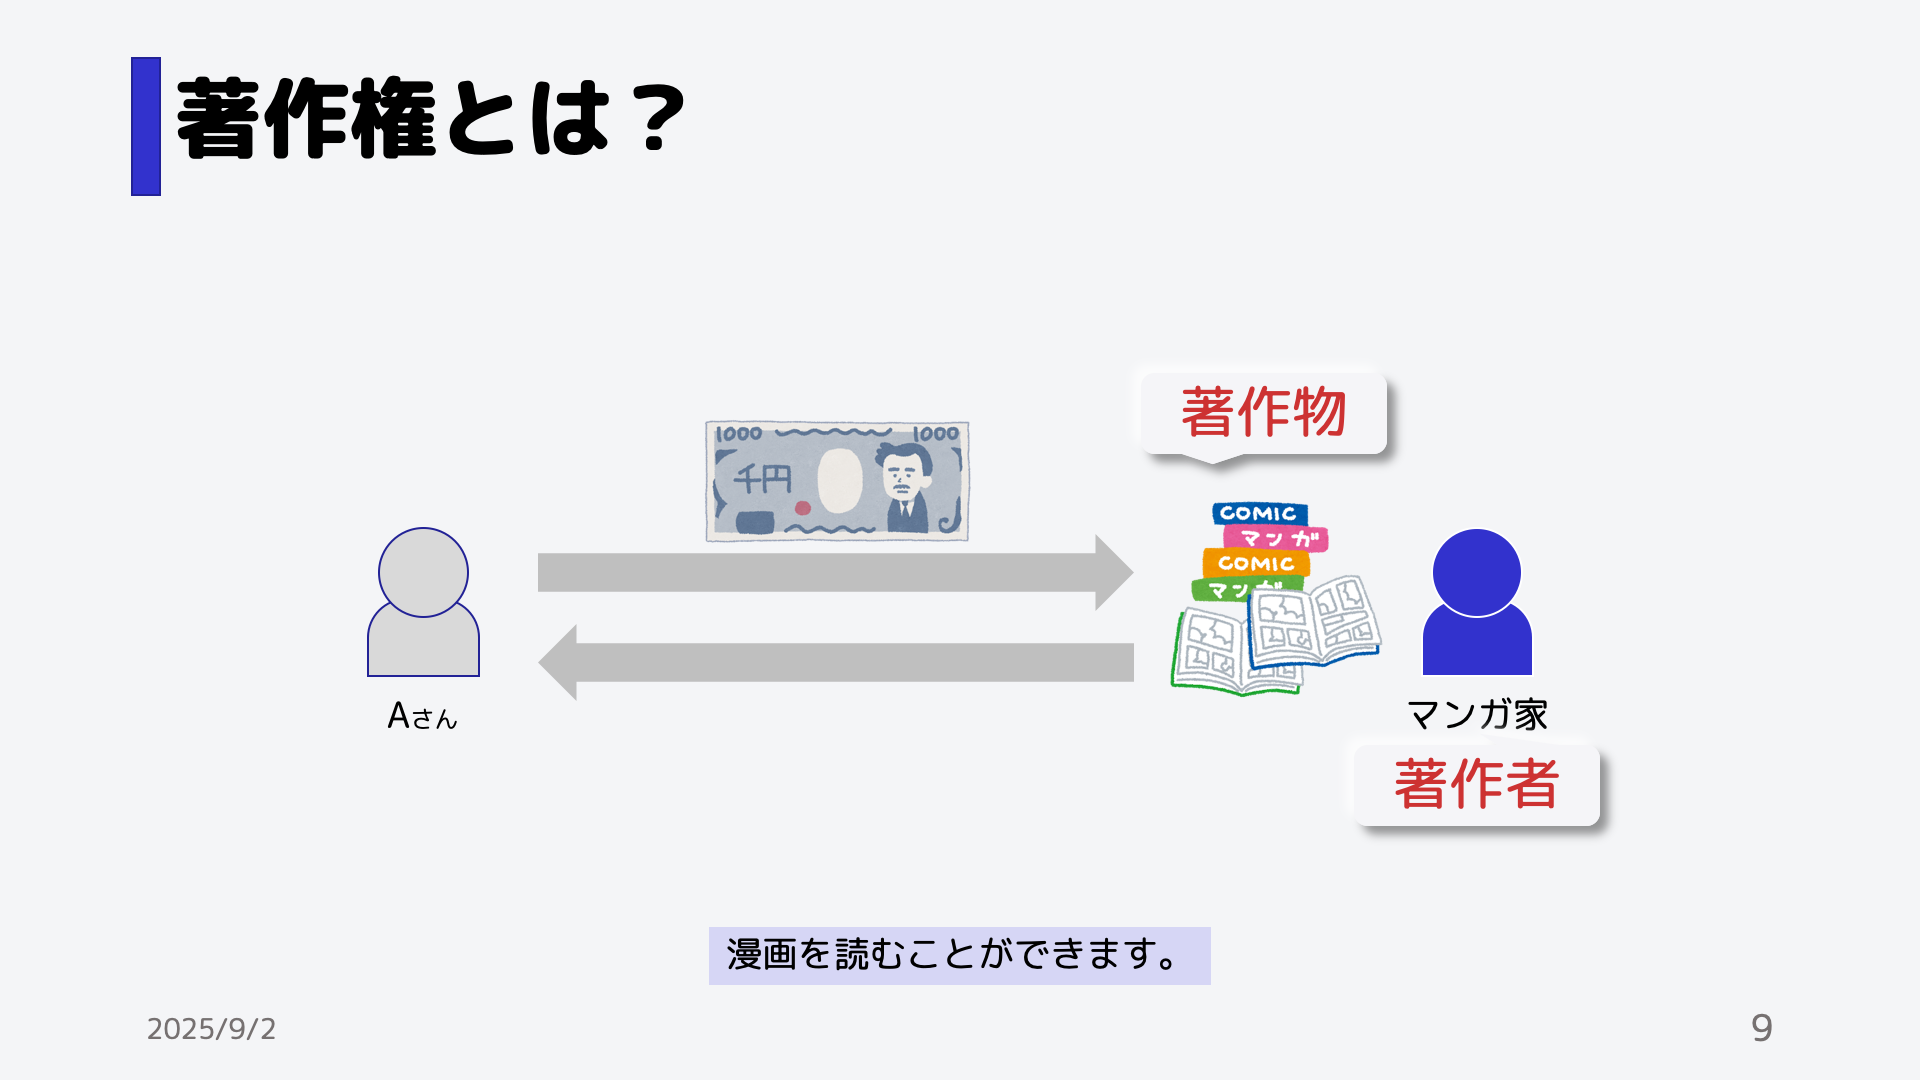 著作権とは？
著作物
1000 1000
千円
COMIC
マンガ
COMIC
マンガ
Aさん
マンガ家
著作者
漫画を読むことができます。
2025/9/2
9